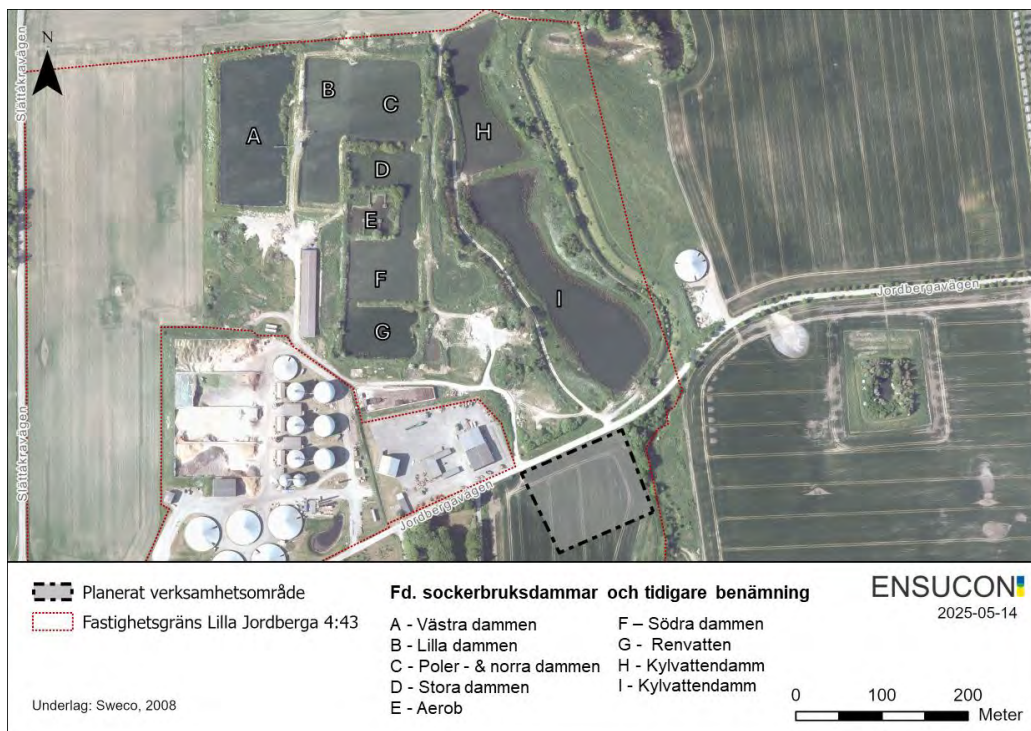 N
Slättåkravägen
A
B
C
D
E
F
G
H
I
Jordbergavägen
Slättåkravägen
Jordbergavägen
Planerat verksamhetsområde
Fastighetsgräns Lilla Jordberga 4:43
Underlag: Sweco, 2008
Fd. sockerbruksdammar och tidigare benämning
A - Västra dammen
B - Lilla dammen
C - Poler - & norra dammen
D - Stora dammen
E - Aerob
F – Södra dammen
G - Renvatten
H - Kylvattendamm
I - Kylvattendamm
ENSUCON
2025-05-14
0 100 200
Meter